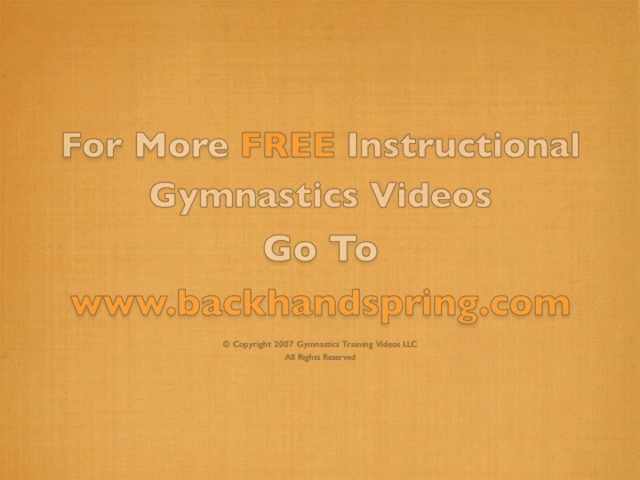 For More FREE Instructional
Gymnastics Videos
Go To
www.backhandspring.com
© Copyright 2007 Gymnastics Training Videos LLC
All Rights Reserved